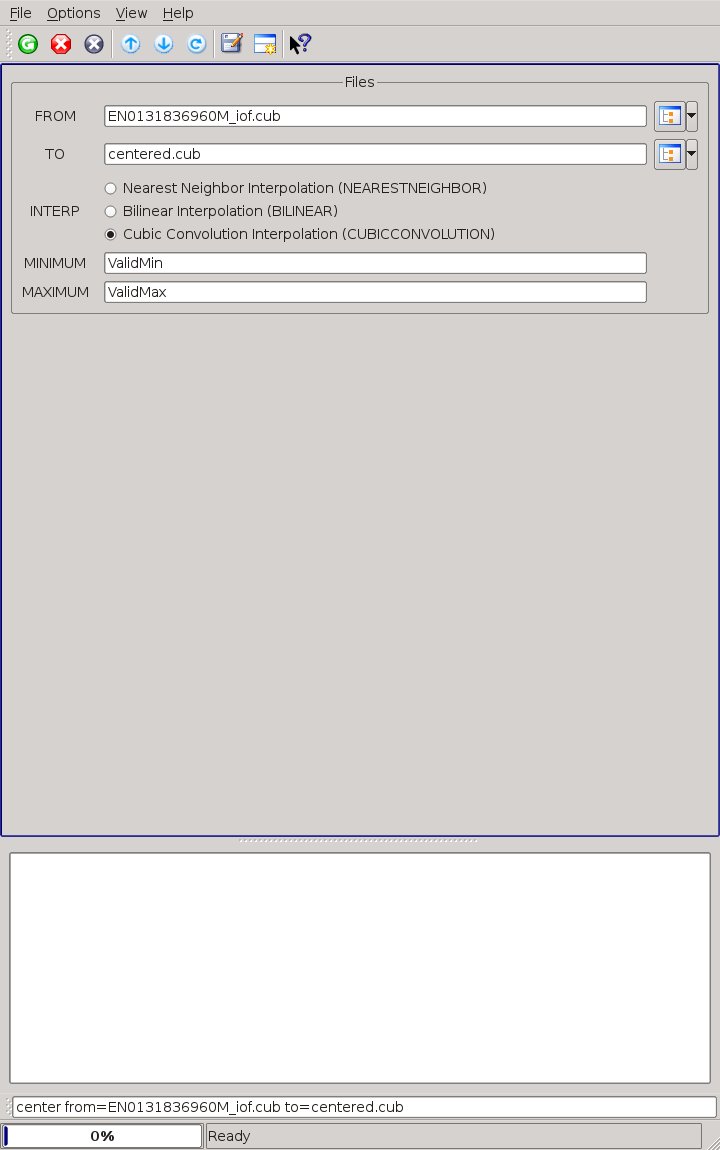 File Options View Help
Files
FROM EN0131836960M_iof.cub
TO centered.cub
Nearest Neighbor Interpolation (NEARESTNEIGHBOR)
INTERP Bilinear Interpolation (BILINEAR)
Cubic Convolution Interpolation (CUBICCONVOLUTION)
MINIMUM ValidMin
MAXIMUM ValidMax
center from=EN0131836960M_iof.cub to=centered.cub
0% Ready